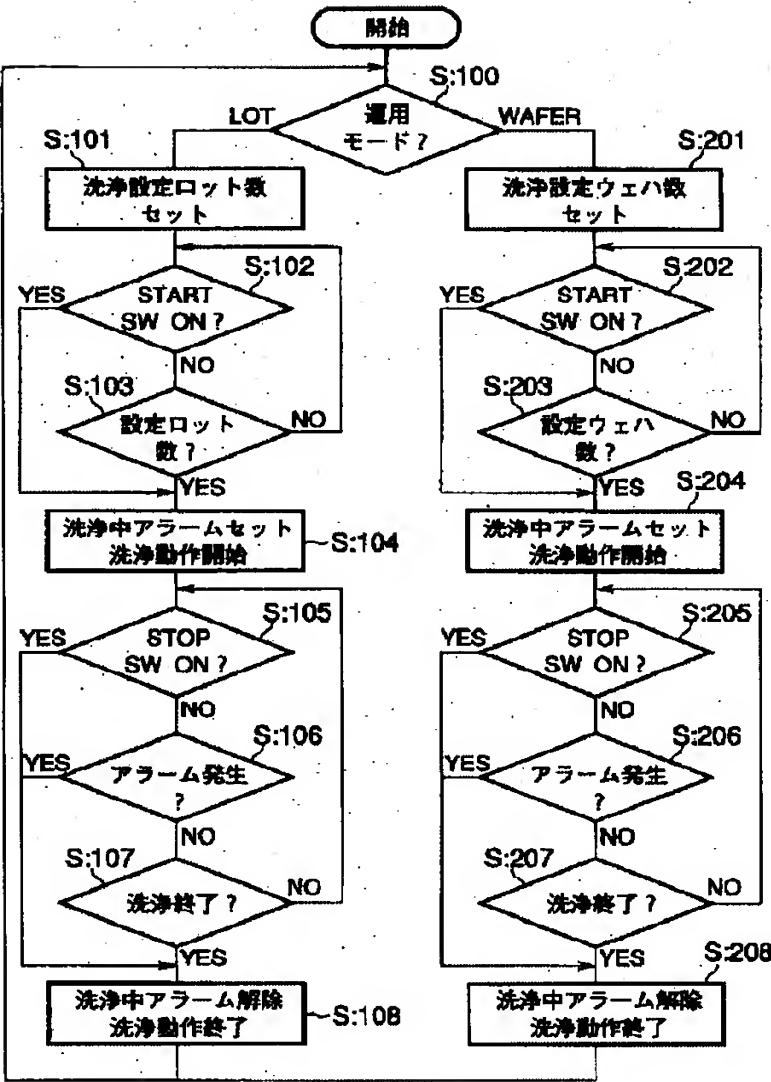 開始
S:100
運用
モード?
LOT
WAFER
S:101
洗浄設定ロット数
セット
S:102
START
SW ON?
YES
NO
S:103
設定ロット
数?
NO
YES
洗浄中アラームセット
洗浄動作開始
S:104
S:105
STOP
SW ON?
YES
NO
S:106
アラーム発生
?
YES
NO
S:107
洗浄終了?
NO
YES
洗浄中アラーム解除
洗浄動作終了
S:108
S:201
洗浄設定ウェハ数
セット
S:202
START
SW ON?
YES
NO
S:203
設定ウェハ
数?
NO
YES
S:204
洗浄中アラームセット
洗浄動作開始
S:205
STOP
SW ON?
YES
NO
S:206
アラーム発生
?
YES
NO
S:207
洗浄終了?
NO
YES
S:208
洗浄中アラーム解除
洗浄動作終了